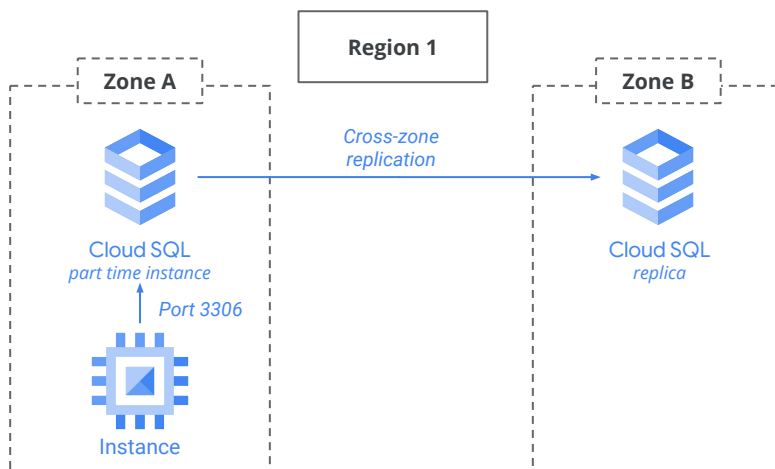 Region 1
Zone A
Zone B
Cross-zone
replication
Cloud SQL
part time instance
Cloud SQL
replica
Port 3306
Instance